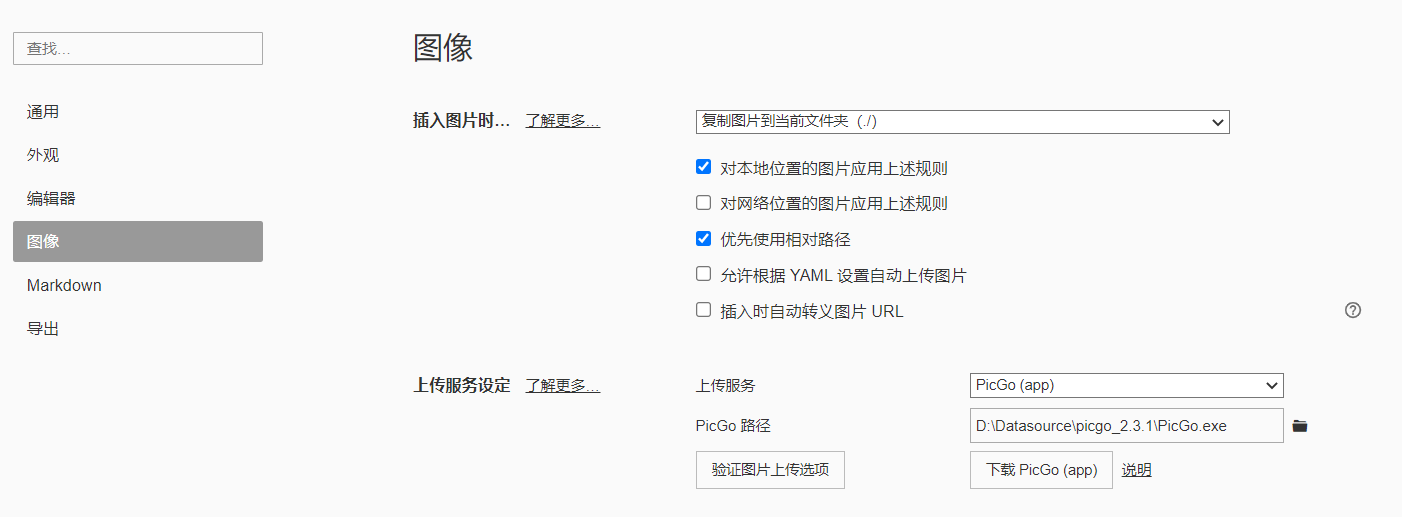 查找...
通用
外观
编辑器
图像
Markdown
导出
图像
插入图片时... 了解更多... 复制图片到当前文件夹 (./)
对本地位置的图片应用上述规则
对网络位置的图片应用上述规则
优先使用相对路径
允许根据 YAML 设置自动上传图片
插入时自动转义图片 URL
上传服务设定 了解更多... 上传服务 PicGo (app)
PicGo 路径 D:\Datasource\picgo_2.3.1\PicGo.exe
验证图片上传选项 下载 PicGo (app) 说明